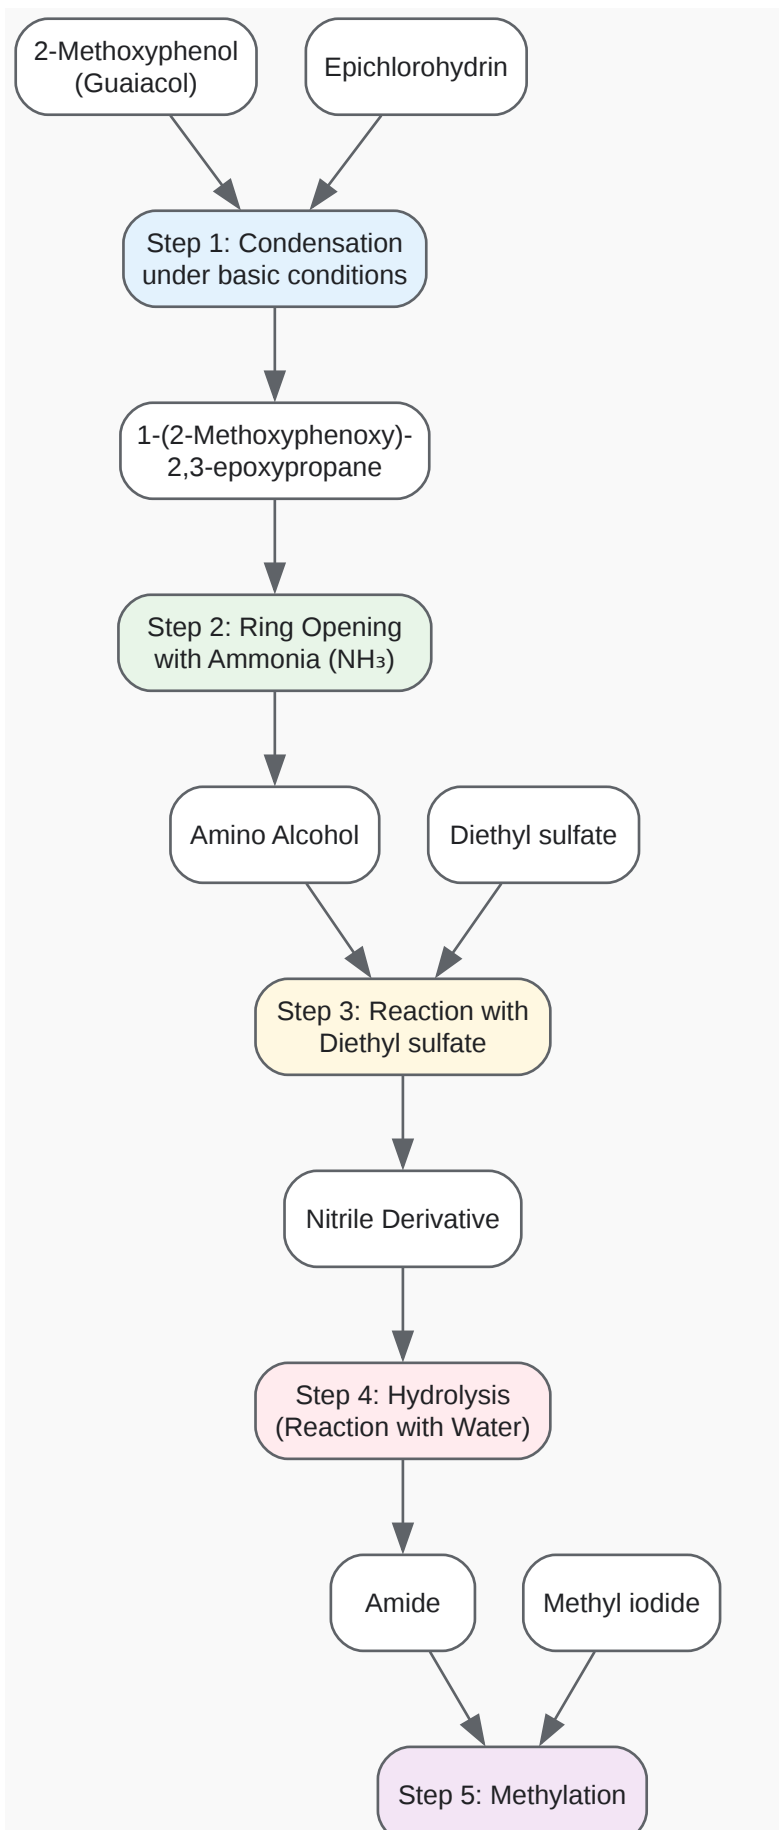 2-Methoxyphenol
(Guaiacol)
Epichlorohydrin
Step 1: Condensation
under basic conditions
1-(2-Methoxyphenoxy)-
2,3-epoxypropane
Step 2: Ring Opening
with Ammonia (NH₃)
Amino Alcohol
Diethyl sulfate
Step 3: Reaction with
Diethyl sulfate
Nitrile Derivative
Step 4: Hydrolysis
(Reaction with Water)
Amide
Methyl iodide
Step 5: Methylation